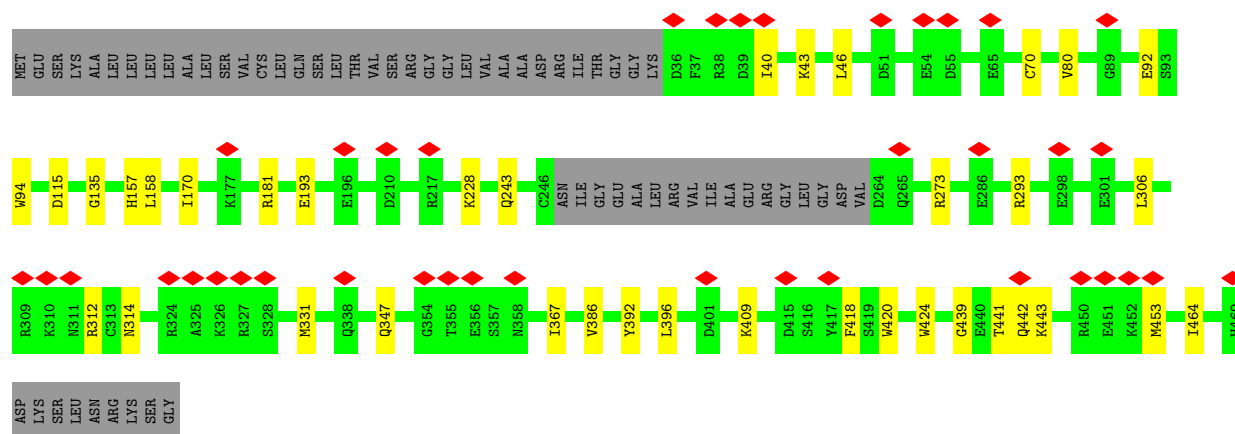 MET GLU SER LYS ALA LEU LEU LEU LEU ALA LEU SER VAL CYS LEU GLN SER LEU THR VAL SER ARG GLY GLY LEU VAL ALA ALA ASP ARG ILE THR GLY GLY LYS D36 F37 R38 D39 I40 K43 L46 D51 E54 D55 E65 C70 V80 G89 E92 S93
W94 D115 G135 H157 L158 I170 K177 R181 E193 E196 D210 R217 K228 Q243 C246 ASN ILE GLY GLU ALA LEU ARG VAL ILE ALA GLU ARG GLY LEU GLY ASP VAL D264 Q265 R273 E286 R293 E298 E301 L306
R309 K310 N311 R312 C313 N314 R324 A325 K326 R327 S328 M331 Q338 Q347 G354 T355 E356 S357 N358 I367 V386 Y392 L396 D401 K409 D415 S416 Y417 F418 S419 W420 W424 G439 E440 T441 Q442 K443 R450 E451 K452 M453 I464
ASP LYS SER LEU ASN ARG LYS SER GLY